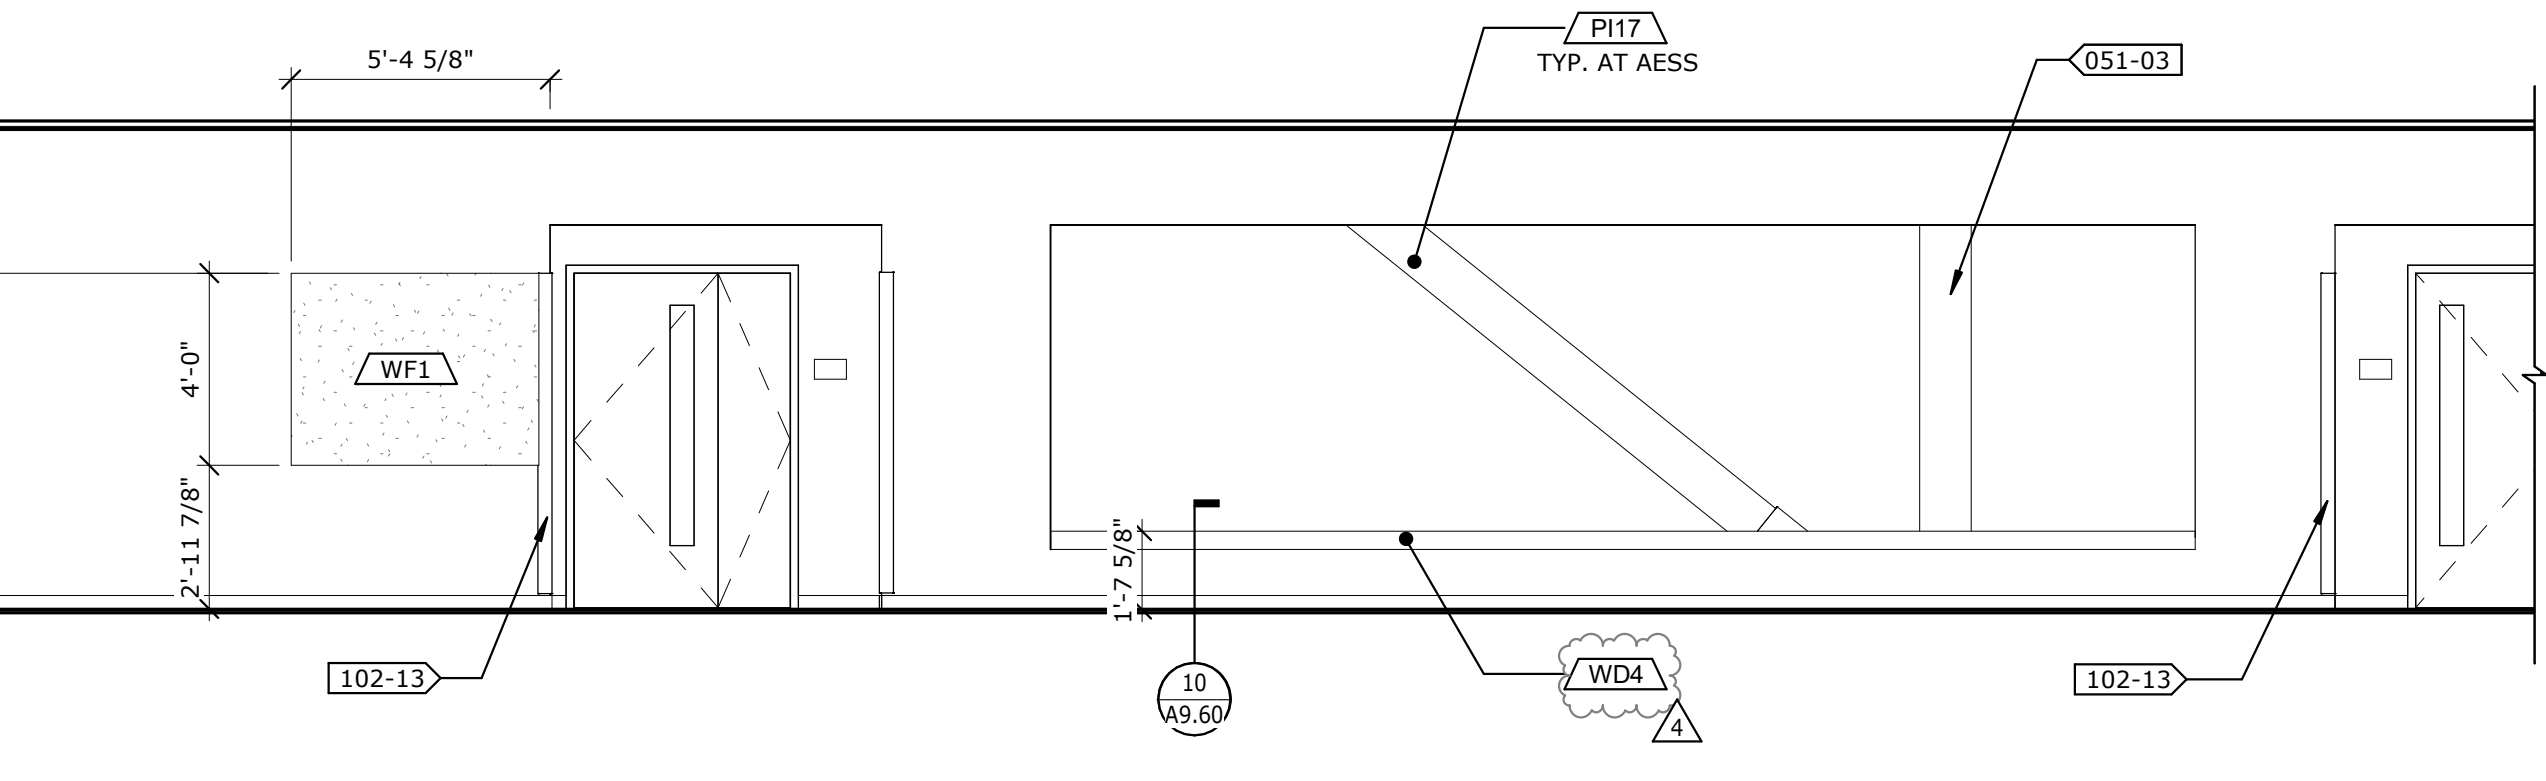 PI17
TYP. AT AESS
5'-4 5/8"
051-03
4'-0"
WF1
2'-11 7/8"
1'-7 5/8"
102-13
10
A9.60
WD4
4
102-13